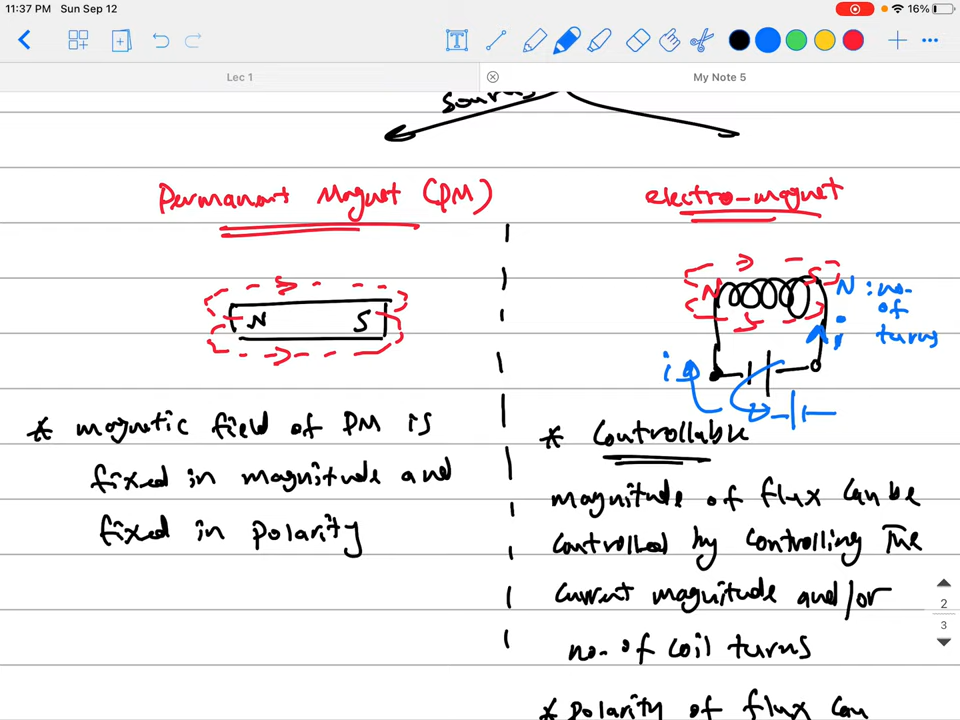 11:37 PM Sun Sep 12
16%
Lec 1
My Note 5
Sources
Permanant Magnet (PM)
electro-magnet
N S
N S
N : no.
of
turns
i
* magnetic field of PM is
fixed in magnitude and
fixed in polarity
* Controllable
magnitude of flux can be
controlled by controlling the
current magnitude and/or
no. of coil turns
* polarity of flux can
2
3